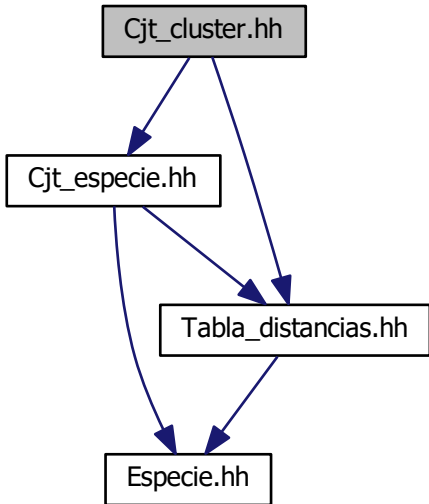 Cjt_cluster.hh
Cjt_especie.hh
Tabla_distancias.hh
Especie.hh